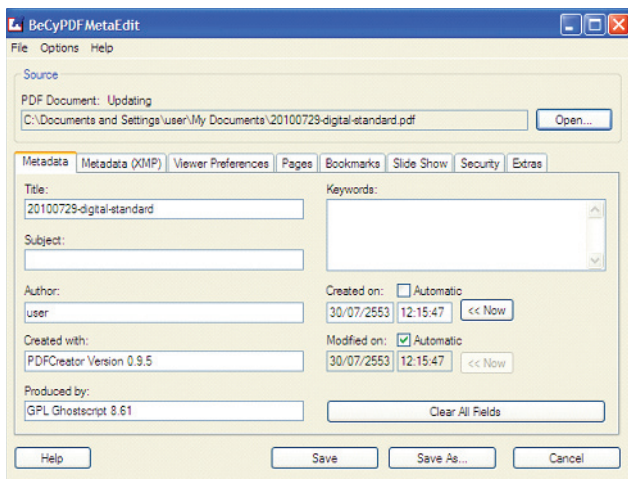 BeCyPDFMetaEdit
File Options Help
Source
PDF Document: Updating
C:\Documents and Settings\user\My Documents\20100729-digital-standard.pdf
Open...
Metadata Metadata (XMP) Viewer Preferences Pages Bookmarks Slide Show Security Extras
Title:
20100729-digital-standard
Keywords:
Subject:
Author:
user
Created on: Automatic
30/07/2553 12:15:47 << Now
Created with:
PDFCreator Version 0.9.5
Modified on: Automatic
30/07/2553 12:15:47 << Now
Produced by:
GPL Ghostscript 8.61
Clear All Fields
Help Save Save As... Cancel